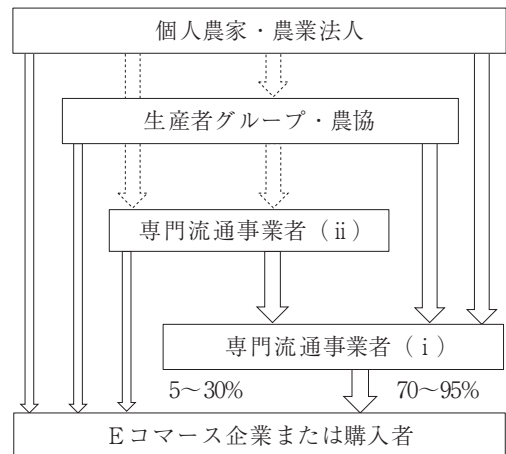 個人農家・農業法人
生産者グループ・農協
専門流通事業者（ⅱ）
専門流通事業者（ⅰ）
5～30%
70～95%
Eコマース企業または購入者